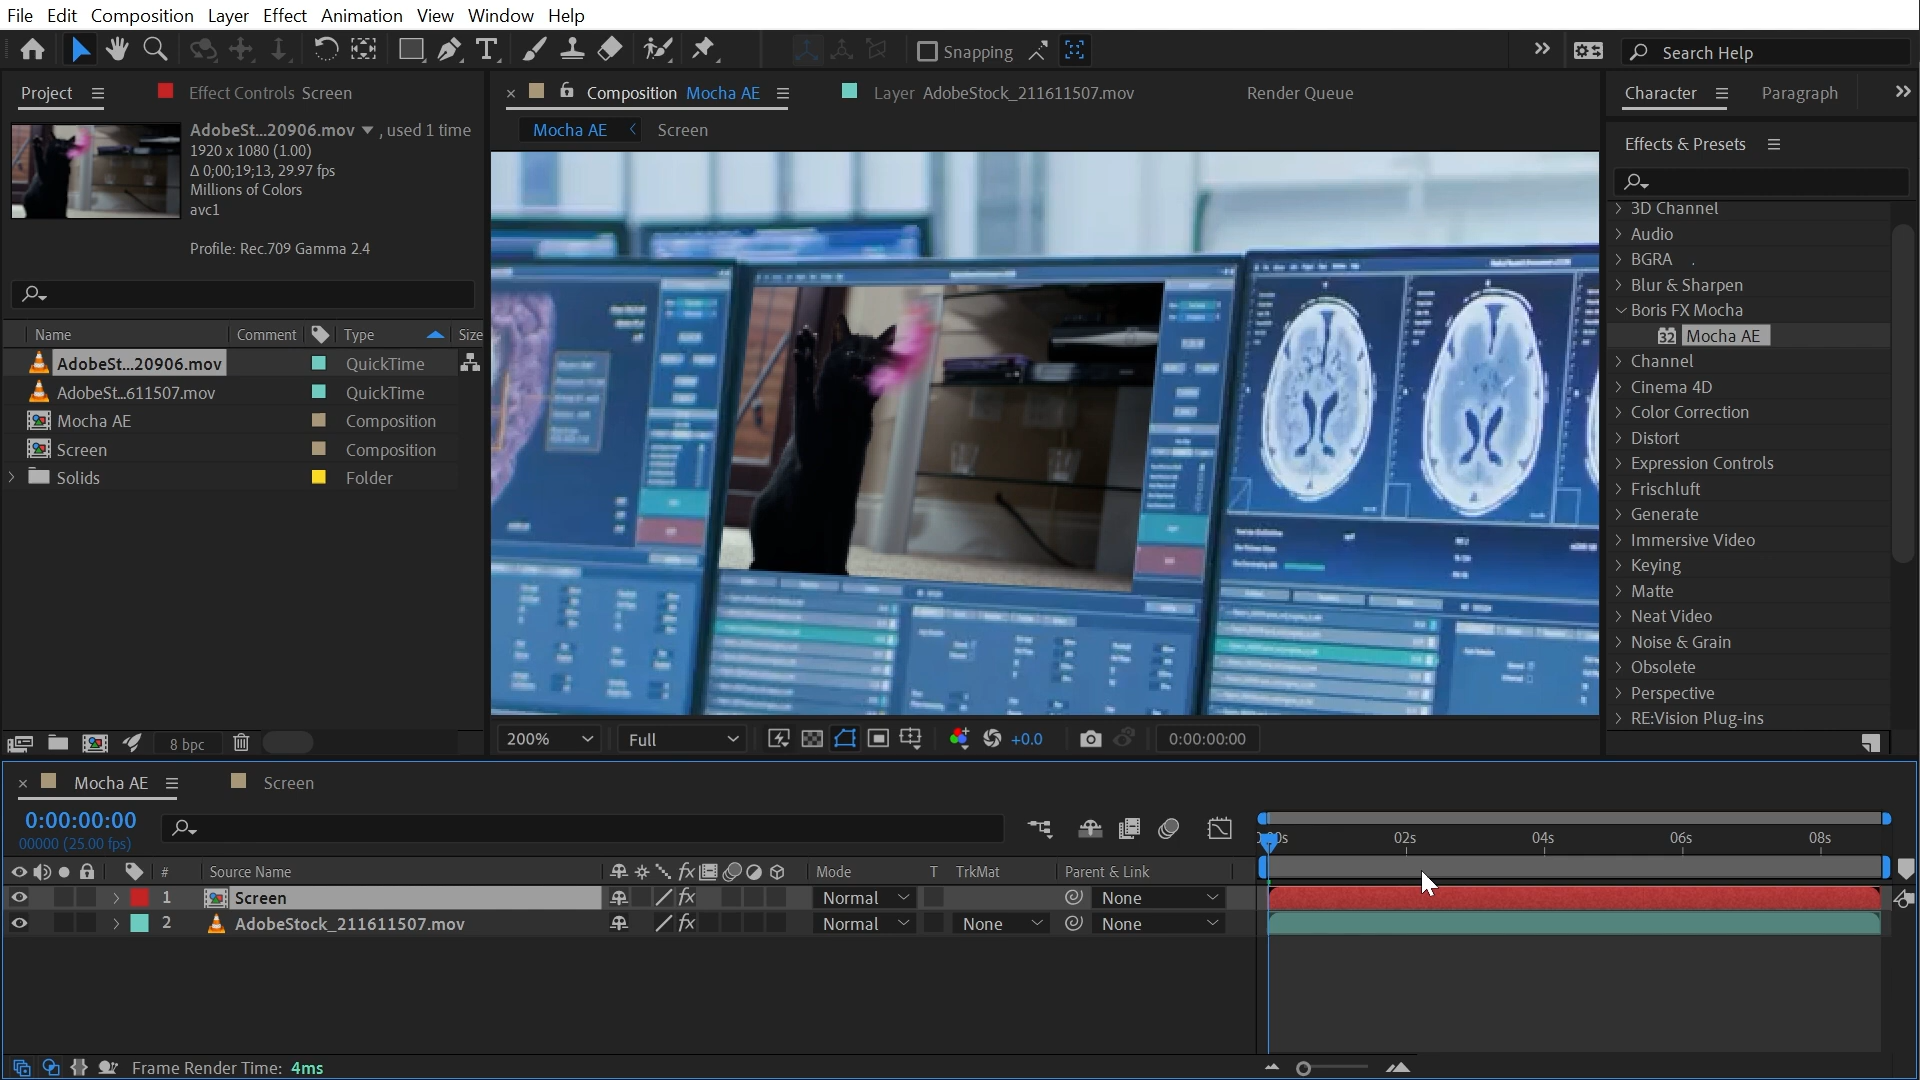 File Edit Composition Layer Effect Animation View Window Help
Snapping
Search Help
Project
Effect Controls Screen
Composition Mocha AE
Layer AdobeStock_211611507.mov
Render Queue
Character
Paragraph
Mocha AE Screen
AdobeSt...20906.mov , used 1 time
1920 x 1080 (1.00)
Δ 0;00;19;13, 29.97 fps
Millions of Colors
avc1
Profile: Rec.709 Gamma 2.4
Name Comment Type Size
AdobeSt...20906.mov QuickTime
AdobeSt...611507.mov QuickTime
Mocha AE Composition
Screen Composition
Solids Folder
8 bpc
Effects & Presets
3D Channel
Audio
BGRA
Blur & Sharpen
Boris FX Mocha
32 Mocha AE
Channel
Cinema 4D
Color Correction
Distort
Expression Controls
Frischluft
Generate
Immersive Video
Keying
Matte
Neat Video
Noise & Grain
Obsolete
Perspective
RE:Vision Plug-ins
200% Full +0.0 0:00:00:00
Mocha AE Screen
0:00:00:00
00000 (25.00 fps)
02s 04s 06s 08s
# Source Name fx Mode T TrkMat Parent & Link
1 Screen fx Normal None
2 AdobeStock_211611507.mov fx Normal None None
Frame Render Time: 4ms